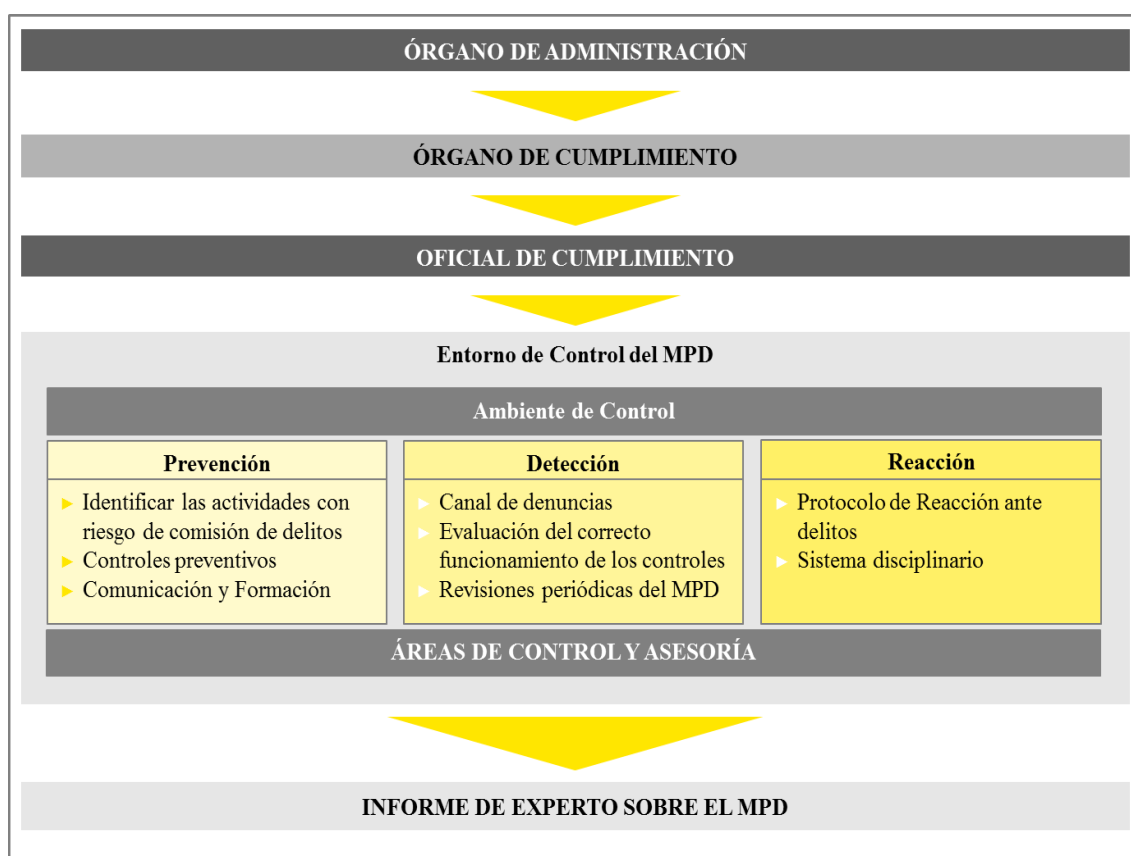 ÓRGANO DE ADMINISTRACIÓN
ÓRGANO DE CUMPLIMIENTO
OFICIAL DE CUMPLIMIENTO
Entorno de Control del MPD
Ambiente de Control
Prevención
Identificar las actividades con
riesgo de comisión de delitos
Controles preventivos
Comunicación y Formación
Detección
Canal de denuncias
Evaluación del correcto
funcionamiento de los controles
Revisiones periódicas del MPD
Reacción
Protocolo de Reacción ante
delitos
Sistema disciplinario
ÁREAS DE CONTROL Y ASESORÍA
INFORME DE EXPERTO SOBRE EL MPD